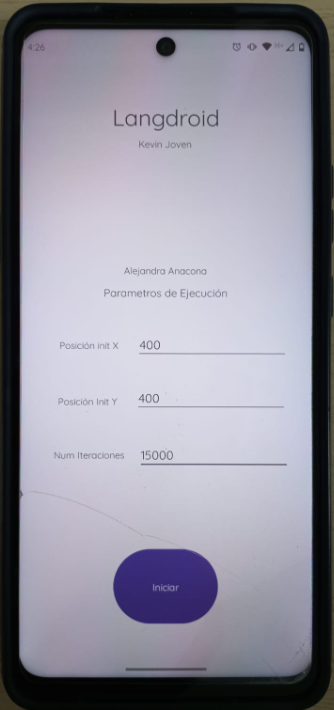 4:26
Langdroid
Kevin Joven
Alejandra Anacona
Parametros de Ejecución
Posición init X 400
Posición Init Y 400
Num Iteraciones 15000
Iniciar